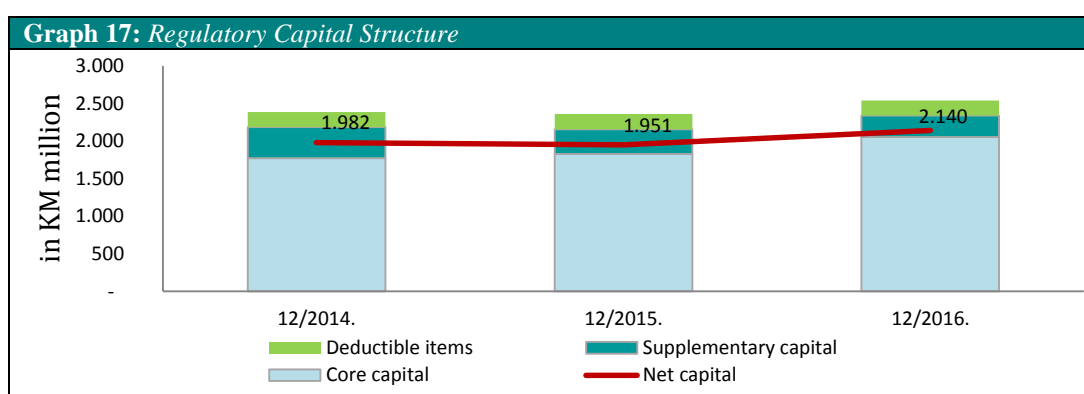 Graph 17: Regulatory Capital Structure
in KM million
3.000
2.500
2.000
1.500
1.000
500
-
1.982
1.951
2.140
12/2014.
12/2015.
12/2016.
Deductible items
Supplementary capital
Core capital
Net capital